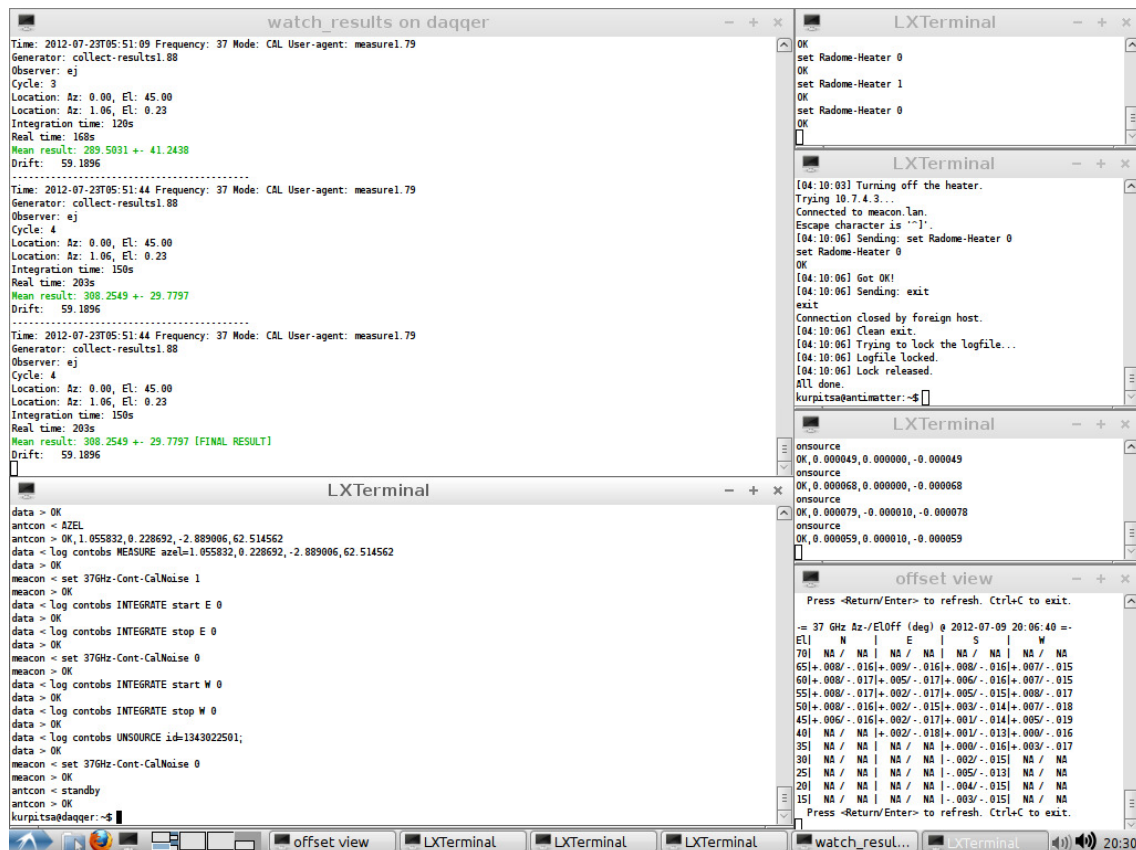 watch_results on daqqer
Time: 2012-07-23T05:51:09 Frequency: 37 Mode: CAL User-agent: measure1.79
Generator: collect-results1.88
Observer: ej
Cycle: 3
Location: Az: 0.00, El: 45.00
Location: Az: 1.06, El: 0.23
Integration time: 120s
Real time: 168s
Mean result: 289.5031 +- 41.2438
Drift:   59.1896
-------------------------------------------
Time: 2012-07-23T05:51:44 Frequency: 37 Mode: CAL User-agent: measure1.79
Generator: collect-results1.88
Observer: ej
Cycle: 4
Location: Az: 0.00, El: 45.00
Location: Az: 1.06, El: 0.23
Integration time: 150s
Real time: 203s
Mean result: 308.2549 +- 29.7797
Drift:   59.1896
-------------------------------------------
Time: 2012-07-23T05:51:44 Frequency: 37 Mode: CAL User-agent: measure1.79
Generator: collect-results1.88
Observer: ej
Cycle: 4
Location: Az: 0.00, El: 45.00
Location: Az: 1.06, El: 0.23
Integration time: 150s
Real time: 203s
Mean result: 308.2549 +- 29.7797 [FINAL RESULT]
Drift:   59.1896
LXTerminal
data > OK
antcon < AZEL
antcon > OK,1.055832,0.228692,-2.889006,62.514562
data < log contobs MEASURE azel=1.055832,0.228692,-2.889006,62.514562
data > OK
meacon < set 37GHz-Cont-CalNoise 1
meacon > OK
data < log contobs INTEGRATE start E 0
data > OK
data < log contobs INTEGRATE stop E 0
data > OK
meacon < set 37GHz-Cont-CalNoise 0
meacon > OK
data < log contobs INTEGRATE start W 0
data > OK
data < log contobs INTEGRATE stop W 0
data > OK
data < log contobs UNSOURCE id=1343022501;
data > OK
meacon < set 37GHz-Cont-CalNoise 0
meacon > OK
antcon < standby
antcon > OK
kurpitsa@daqqer:~$
LXTerminal
OK
set Radome-Heater 0
OK
set Radome-Heater 1
OK
set Radome-Heater 0
OK
LXTerminal
[04:10:03] Turning off the heater.
Trying 10.7.4.3...
Connected to meacon.lan.
Escape character is '^]'.
[04:10:06] Sending: set Radome-Heater 0
set Radome-Heater 0
OK
[04:10:06] Got OK!
[04:10:06] Sending: exit
exit
Connection closed by foreign host.
[04:10:06] Clean exit.
[04:10:06] Trying to lock the logfile...
[04:10:06] Logfile locked.
[04:10:06] Lock released.
All done.
kurpitsa@antimatter:~$
LXTerminal
onsource
OK,0.000049,0.000000,-0.000049
onsource
OK,0.000068,0.000000,-0.000068
onsource
OK,0.000079,-0.000010,-0.000078
onsource
OK,0.000059,0.000010,-0.000059
offset view
Press <Return/Enter> to refresh. Ctrl+C to exit.
-= 37 GHz Az-/ElOff (deg) @ 2012-07-09 20:06:40 =-
El|     N     |     E     |     S     |     W
70|  NA /  NA |  NA /  NA |  NA /  NA |  NA /  NA
65|+.008/-.016|+.009/-.016|+.008/-.016|+.007/-.015
60|+.008/-.017|+.005/-.017|+.006/-.016|+.007/-.015
55|+.008/-.017|+.002/-.017|+.005/-.015|+.008/-.017
50|+.008/-.016|+.002/-.015|+.003/-.014|+.007/-.018
45|+.006/-.016|+.002/-.017|+.001/-.014|+.005/-.019
40|  NA /  NA |+.002/-.018|+.001/-.013|+.000/-.016
35|  NA /  NA |  NA /  NA |+.000/-.016|+.003/-.017
30|  NA /  NA |  NA /  NA |-.002/-.015|  NA /  NA
25|  NA /  NA |  NA /  NA |-.005/-.013|  NA /  NA
20|  NA /  NA |  NA /  NA |-.004/-.015|  NA /  NA
15|  NA /  NA |  NA /  NA |-.003/-.015|  NA /  NA
Press <Return/Enter> to refresh. Ctrl+C to exit.
offset view LXTerminal LXTerminal LXTerminal watch_resul... LXTerminal 20:30